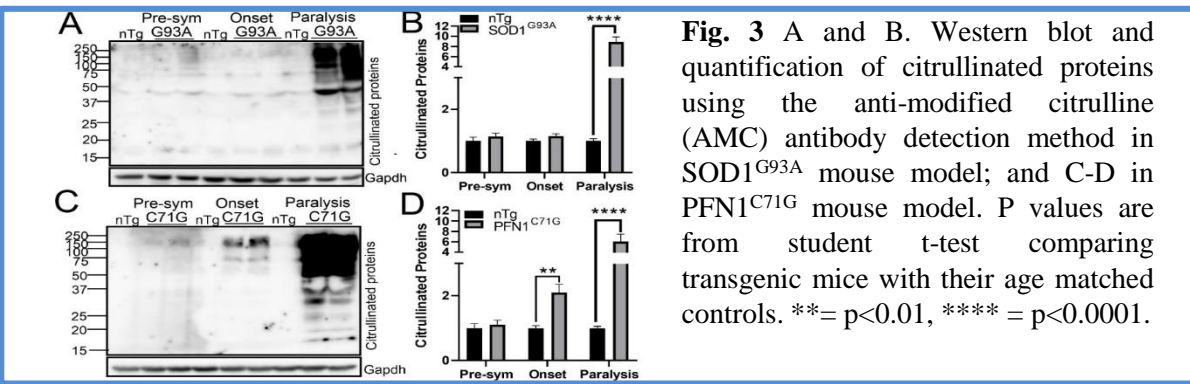 A
Pre-sym Onset Paralysis
nTg G93A nTg G93A nTg G93A
250
150
100
75
50
37
25
20
15
Citrullinated proteins
Gapdh
B
nTg
SOD1G93A
****
Citrullinated Proteins
12
10
8
6
4
2
0
Pre-sym Onset Paralysis
C
Pre-sym Onset Paralysis
nTg C71G nTg C71G nTg C71G
250
150
100
75
50
37
25
20
15
Citrullinated proteins
Gapdh
D
nTg
PFN1C71G
**
****
Citrullinated Proteins
12
10
8
6
4
2
0
Pre-sym Onset Paralysis
Fig. 3 A and B. Western blot and
quantification of citrullinated proteins
using the anti-modified citrulline
(AMC) antibody detection method in
SOD1G93A mouse model; and C-D in
PFN1C71G mouse model. P values are
from student t-test comparing
transgenic mice with their age matched
controls. **= p<0.01, **** = p<0.0001.